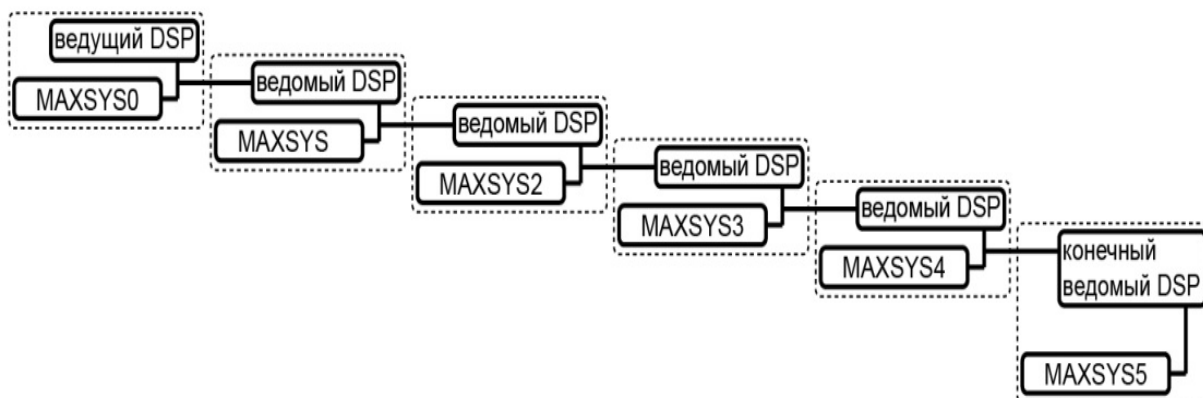 ведущий DSP
MAXSYS0
ведомый DSP
MAXSYS
ведомый DSP
MAXSYS2
ведомый DSP
MAXSYS3
ведомый DSP
MAXSYS4
конечный
ведомый DSP
MAXSYS5